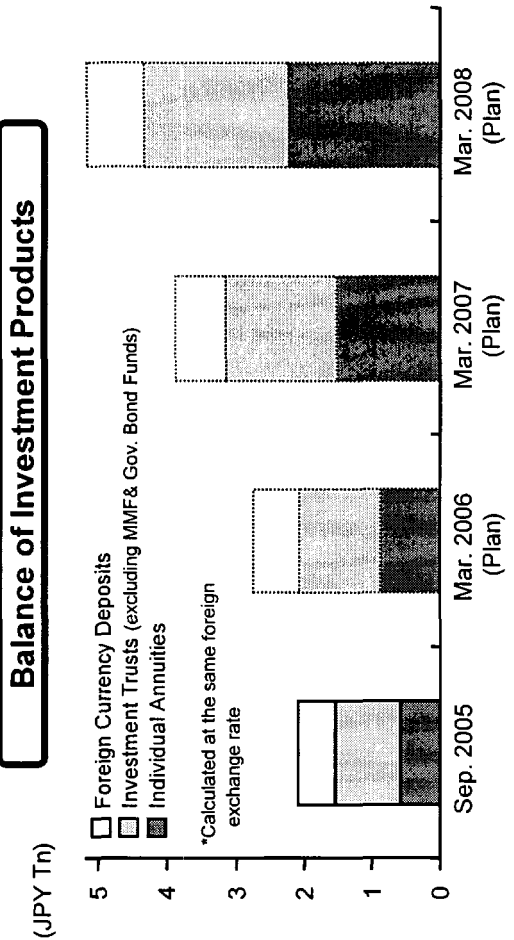 Balance of Investment Products
(JPY Tn)
Foreign Currency Deposits
Investment Trusts (excluding MMF& Gov. Bond Funds)
Individual Annuities
*Calculated at the same foreign
exchange rate
5
4
3
2
1
0
Sep. 2005
Mar. 2006
(Plan)
Mar. 2007
(Plan)
Mar. 2008
(Plan)